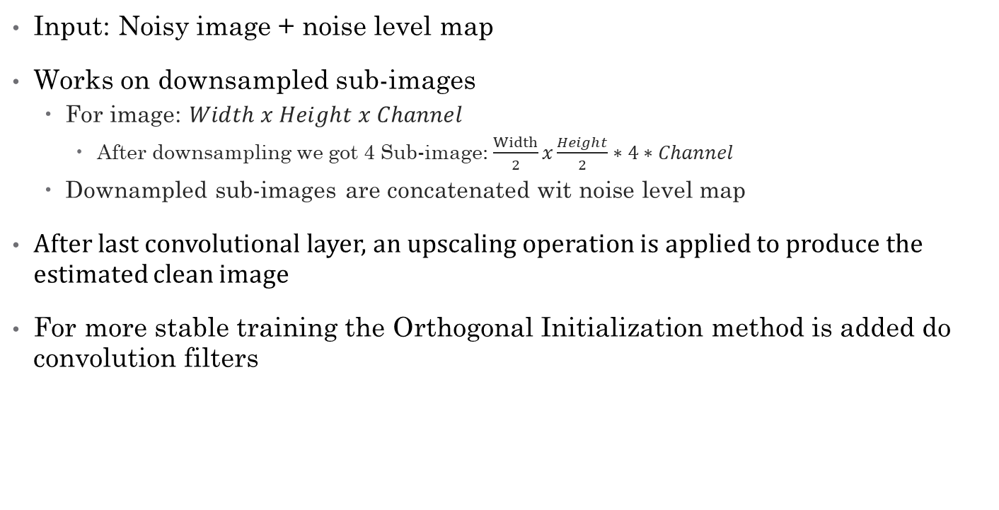 • Input: Noisy image + noise level map
• Works on downsampled sub-images
• For image: Width x Height x Channel
• After downsampling we got 4 Sub-image: Width/2 x Height/2 * 4 * Channel
• Downampled sub-images are concatenated wit noise level map
• After last convolutional layer, an upscaling operation is applied to produce the
estimated clean image
• For more stable training the Orthogonal Initialization method is added do
convolution filters